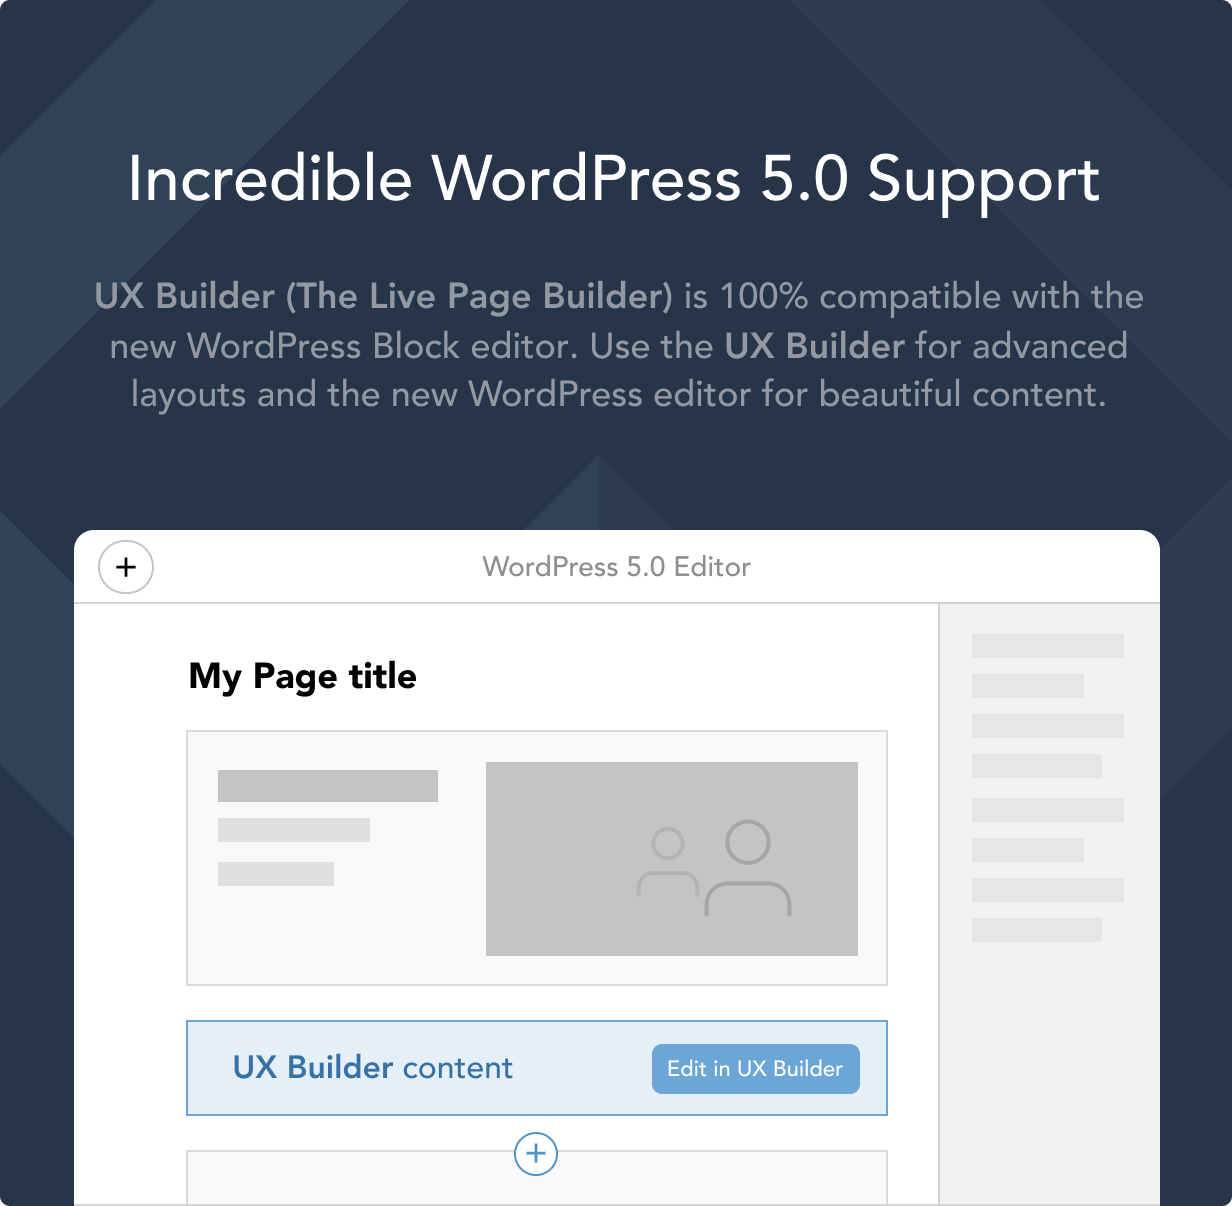 Incredible WordPress 5.0 Support
UX Builder (The Live Page Builder) is 100% compatible with the
new WordPress Block editor. Use the UX Builder for advanced
layouts and the new WordPress editor for beautiful content.
WordPress 5.0 Editor
My Page title
UX Builder content
Edit in UX Builder